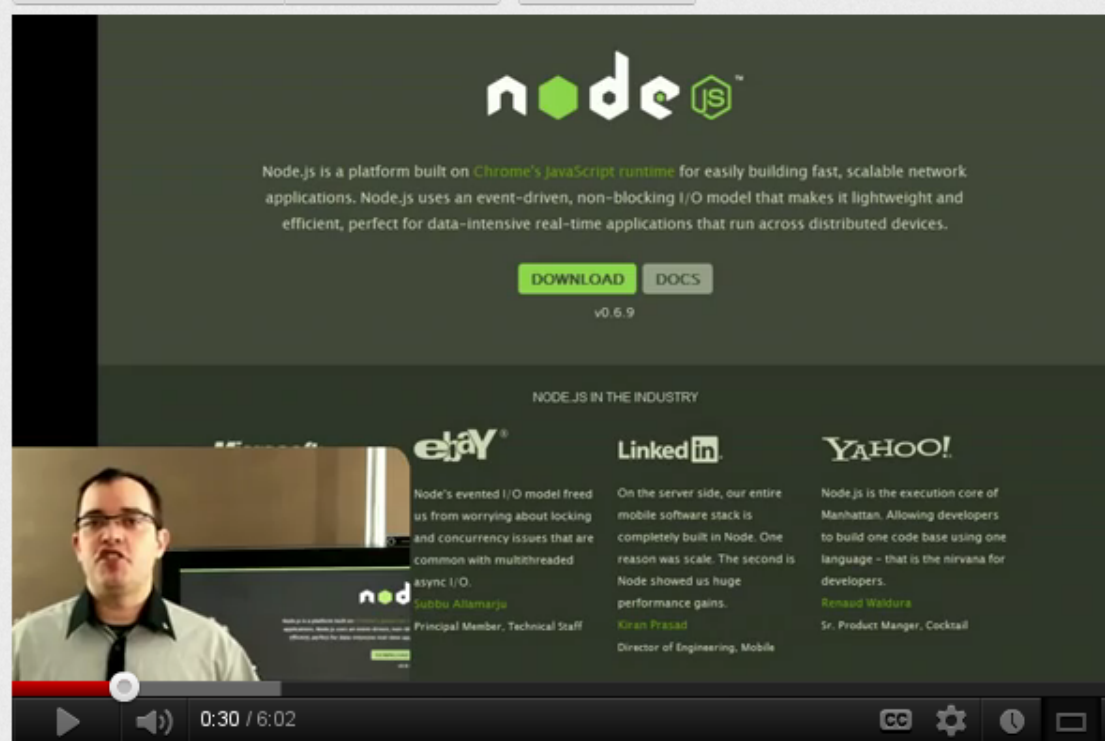 node JS™
Node.js is a platform built on Chrome's JavaScript runtime for easily building fast, scalable network
applications. Node.js uses an event-driven, non-blocking I/O model that makes it lightweight and
efficient, perfect for data-intensive real-time applications that run across distributed devices.
DOWNLOAD DOCS
v0.6.9
NODE.JS IN THE INDUSTRY
Microsoft
ebaY®
Node's evented I/O model freed
us from worrying about locking
and concurrency issues that are
common with multithreaded
async I/O.
Subbu Allamarju
Principal Member, Technical Staff
Linked in
On the server side, our entire
mobile software stack is
completely built in Node. One
reason was scale. The second is
Node showed us huge
performance gains.
Kiran Prasad
Director of Engineering, Mobile
YAHOO!
Node.js is the execution core of
Manhattan. Allowing developers
to build one code base using one
language – that is the nirvana for
developers.
Renaud Waldura
Sr. Product Manger, Cocktail
nod
0:30 / 6:02
CC